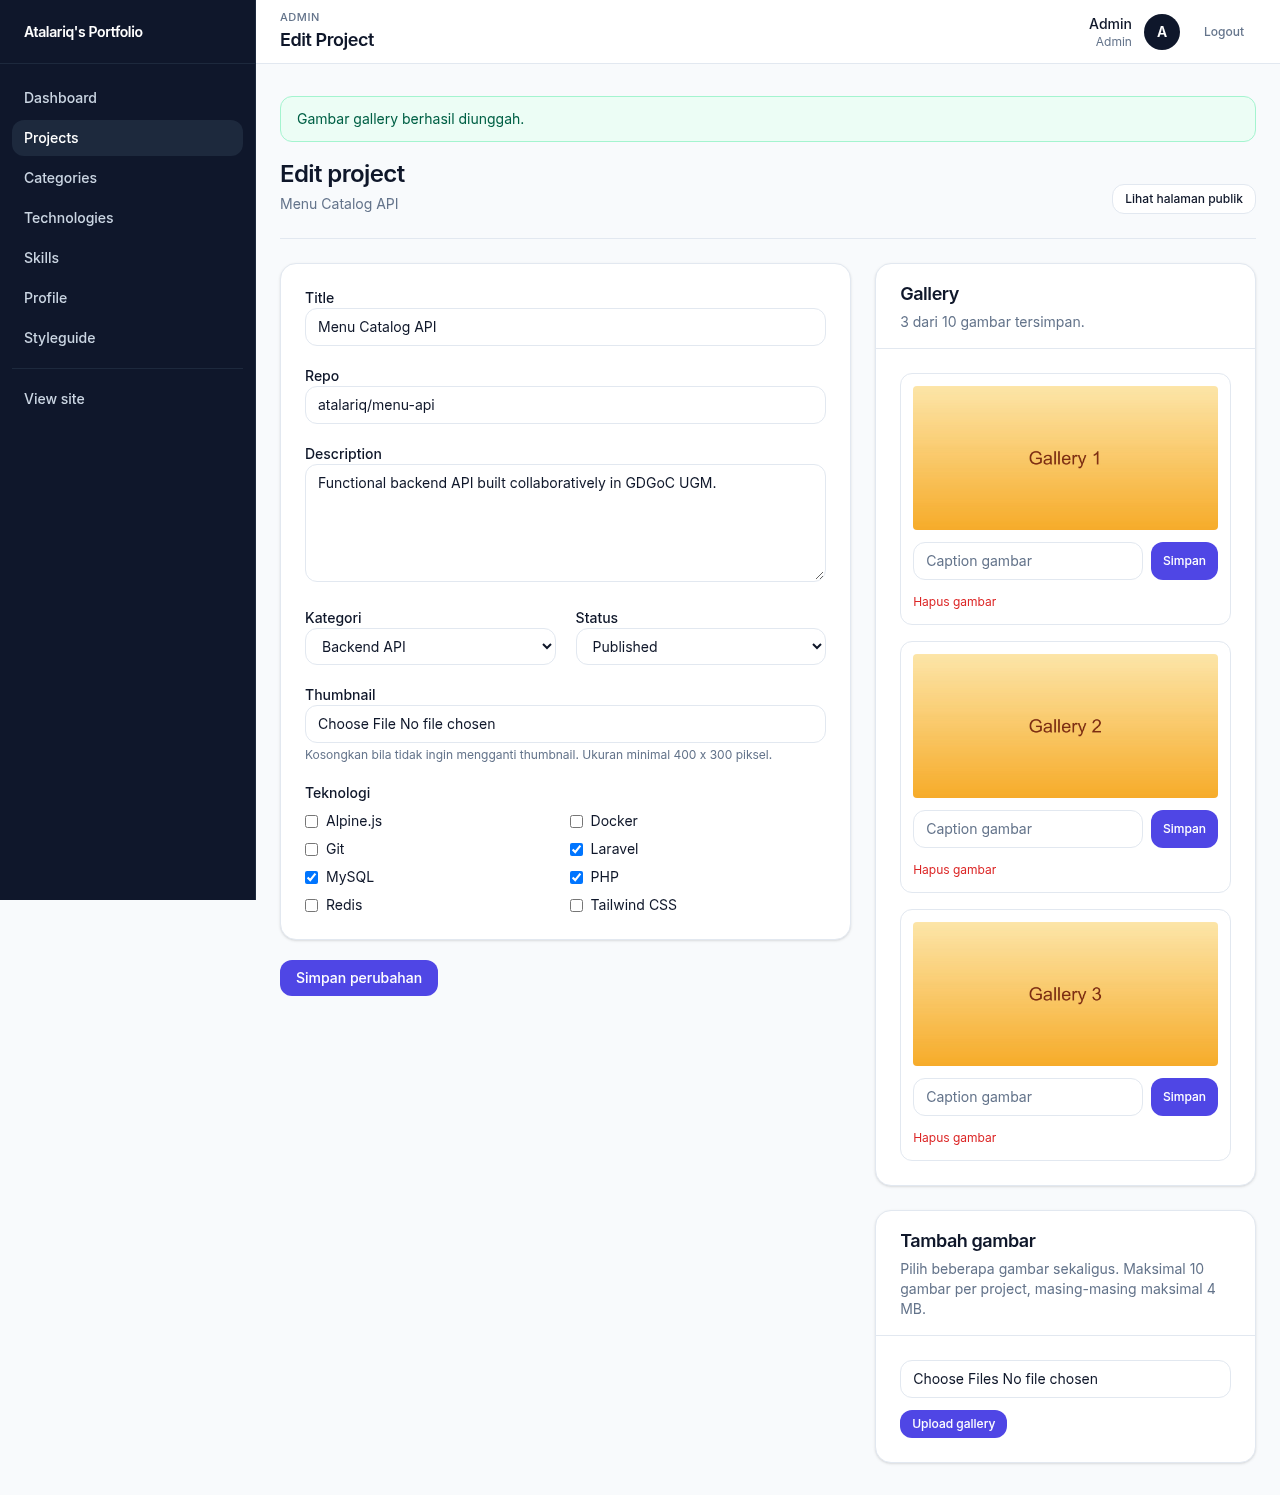 Atalariq's Portfolio
Dashboard
Projects
Categories
Technologies
Skills
Profile
Styleguide
View site
ADMIN
Edit Project
Admin
Admin
A
Logout
Gambar gallery berhasil diunggah.
Edit project
Menu Catalog API
Lihat halaman publik
Title
Menu Catalog API
Repo
atalariq/menu-api
Description
Functional backend API built collaboratively in GDGoC UGM.
Kategori
Status
Backend API
Published
Thumbnail
Choose File No file chosen
Kosongkan bila tidak ingin mengganti thumbnail. Ukuran minimal 400 x 300 piksel.
Teknologi
Alpine.js
Docker
Git
Laravel
MySQL
PHP
Redis
Tailwind CSS
Simpan perubahan
Gallery
3 dari 10 gambar tersimpan.
Gallery 1
Caption gambar
Simpan
Hapus gambar
Gallery 2
Caption gambar
Simpan
Hapus gambar
Gallery 3
Caption gambar
Simpan
Hapus gambar
Tambah gambar
Pilih beberapa gambar sekaligus. Maksimal 10
gambar per project, masing-masing maksimal 4
MB.
Choose Files No file chosen
Upload gallery